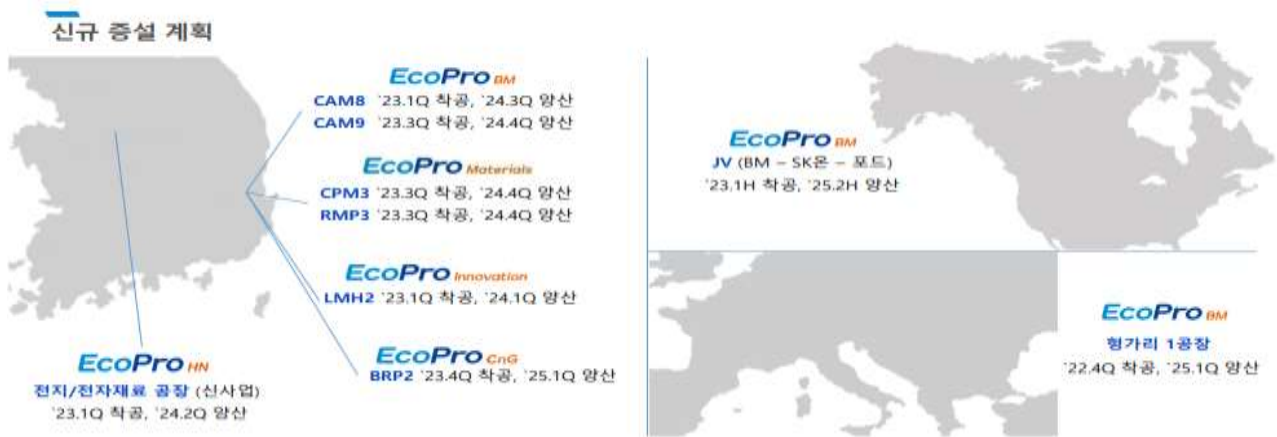 신규 증설 계획
EcoPro BM
CAM8 '23.1Q 착공, '24.3Q 양산
CAM9 '23.3Q 착공, '24.4Q 양산
EcoPro Materials
CPM3 '23.3Q 착공, '24.4Q 양산
RMP3 '23.3Q 착공, '24.4Q 양산
EcoPro Innovation
LMH2 '23.1Q 착공, '24.1Q 양산
EcoPro CnG
BRP2 '23.4Q 착공, '25.1Q 양산
EcoPro HN
전지/전자재료 공장 (신사업)
'23.1Q 착공, '24.2Q 양산
EcoPro BM
JV (BM – SK온 – 포드)
'23.1H 착공, '25.2H 양산
EcoPro BM
헝가리 1공장
'22.4Q 착공, '25.1Q 양산